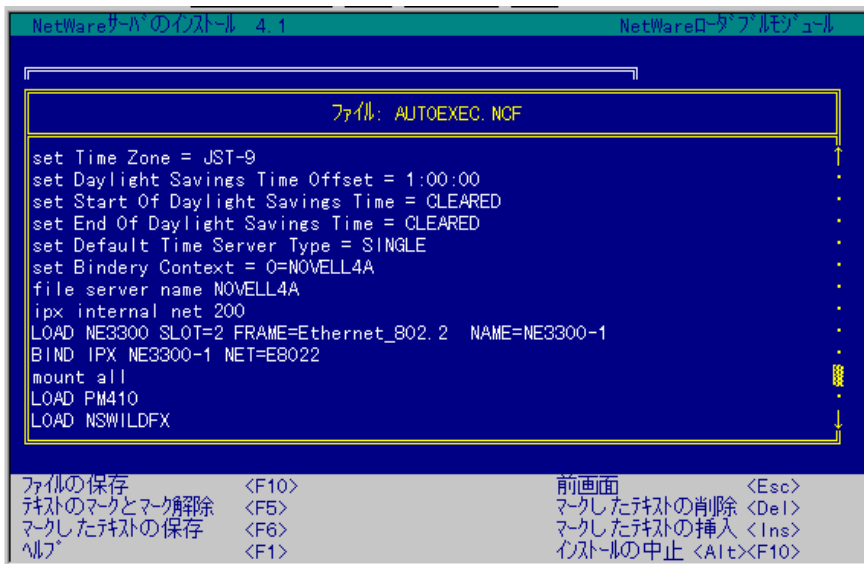 NetWareｻｰﾊﾞのｲﾝｽﾄｰﾙ 4.1 NetWareﾛｰﾀﾞﾌﾞﾙﾓｼﾞｭｰﾙ
ﾌｧｲﾙ: AUTOEXEC.NCF
set Time Zone = JST-9
set Daylight Savings Time Offset = 1:00:00
set Start Of Daylight Savings Time = CLEARED
set End Of Daylight Savings Time = CLEARED
set Default Time Server Type = SINGLE
set Bindery Context = O=NOVELL4A
file server name NOVELL4A
ipx internal net 200
LOAD NE3300 SLOT=2 FRAME=Ethernet_802.2 NAME=NE3300-1
BIND IPX NE3300-1 NET=E8022
mount all
LOAD PM410
LOAD NSWILDFX
ﾌｧｲﾙの保存 <F10> 前画面 <Esc>
ﾃｷｽﾄのﾏｰｸとﾏｰｸ解除 <F5> ﾏｰｸしたﾃｷｽﾄの削除 <Del>
ﾏｰｸしたﾃｷｽﾄの保存 <F6> ﾏｰｸしたﾃｷｽﾄの挿入 <Ins>
ﾍﾙﾌﾟ <F1> ｲﾝｽﾄｰﾙの中止 <Alt><F10>